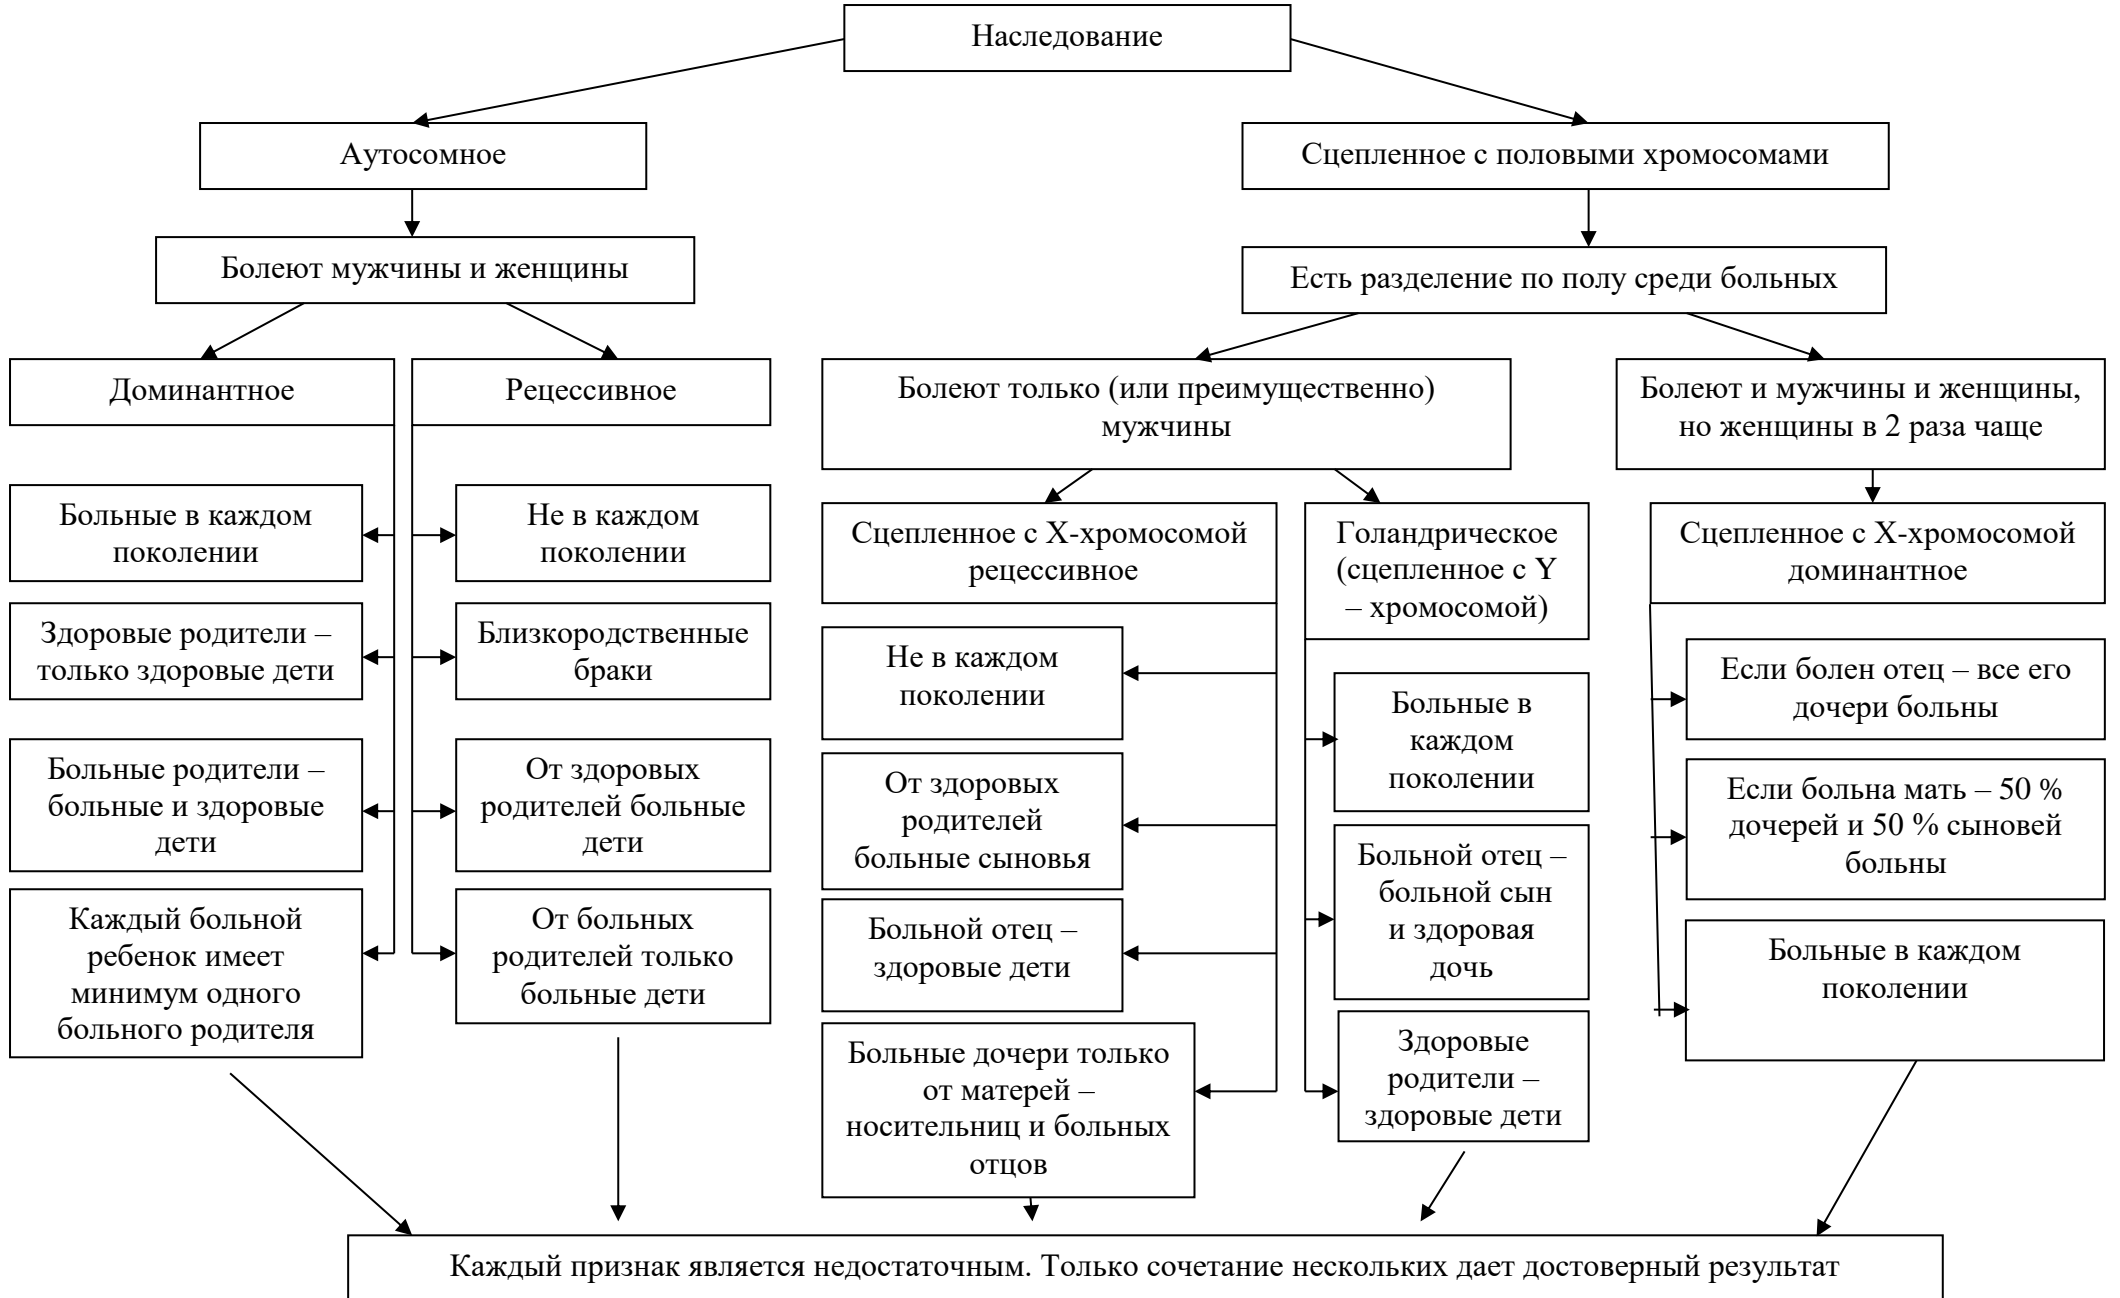 Наследование
Аутосомное
Сцепленное с половыми хромосомами
Болеют мужчины и женщины
Есть разделение по полу среди больных
Доминантное
Рецессивное
Болеют только (или преимущественно)
мужчины
Болеют и мужчины и женщины,
но женщины в 2 раза чаще
Больные в каждом
поколении
Здоровые родители –
только здоровые дети
Больные родители –
больные и здоровые
дети
Каждый больной
ребенок имеет
минимум одного
больного родителя
Не в каждом
поколении
Близкородственные
браки
От здоровых
родителей больные
дети
От больных
родителей только
больные дети
Сцепленное с Х-хромосомой
рецессивное
Не в каждом
поколении
От здоровых
родителей
больные сыновья
Больной отец –
здоровые дети
Больные дочери только
от матерей –
носительниц и больных
отцов
Голандрическое
(сцепленное с Y
– хромосомой)
Больные в
каждом
поколении
Больной отец –
больной сын
и здоровая
дочь
Здоровые
родители –
здоровые дети
Сцепленное с Х-хромосомой
доминантное
Если болен отец – все его
дочери больны
Если больна мать – 50 %
дочерей и 50 % сыновей
больны
Больные в каждом
поколении
Каждый признак является недостаточным. Только сочетание нескольких дает достоверный результат